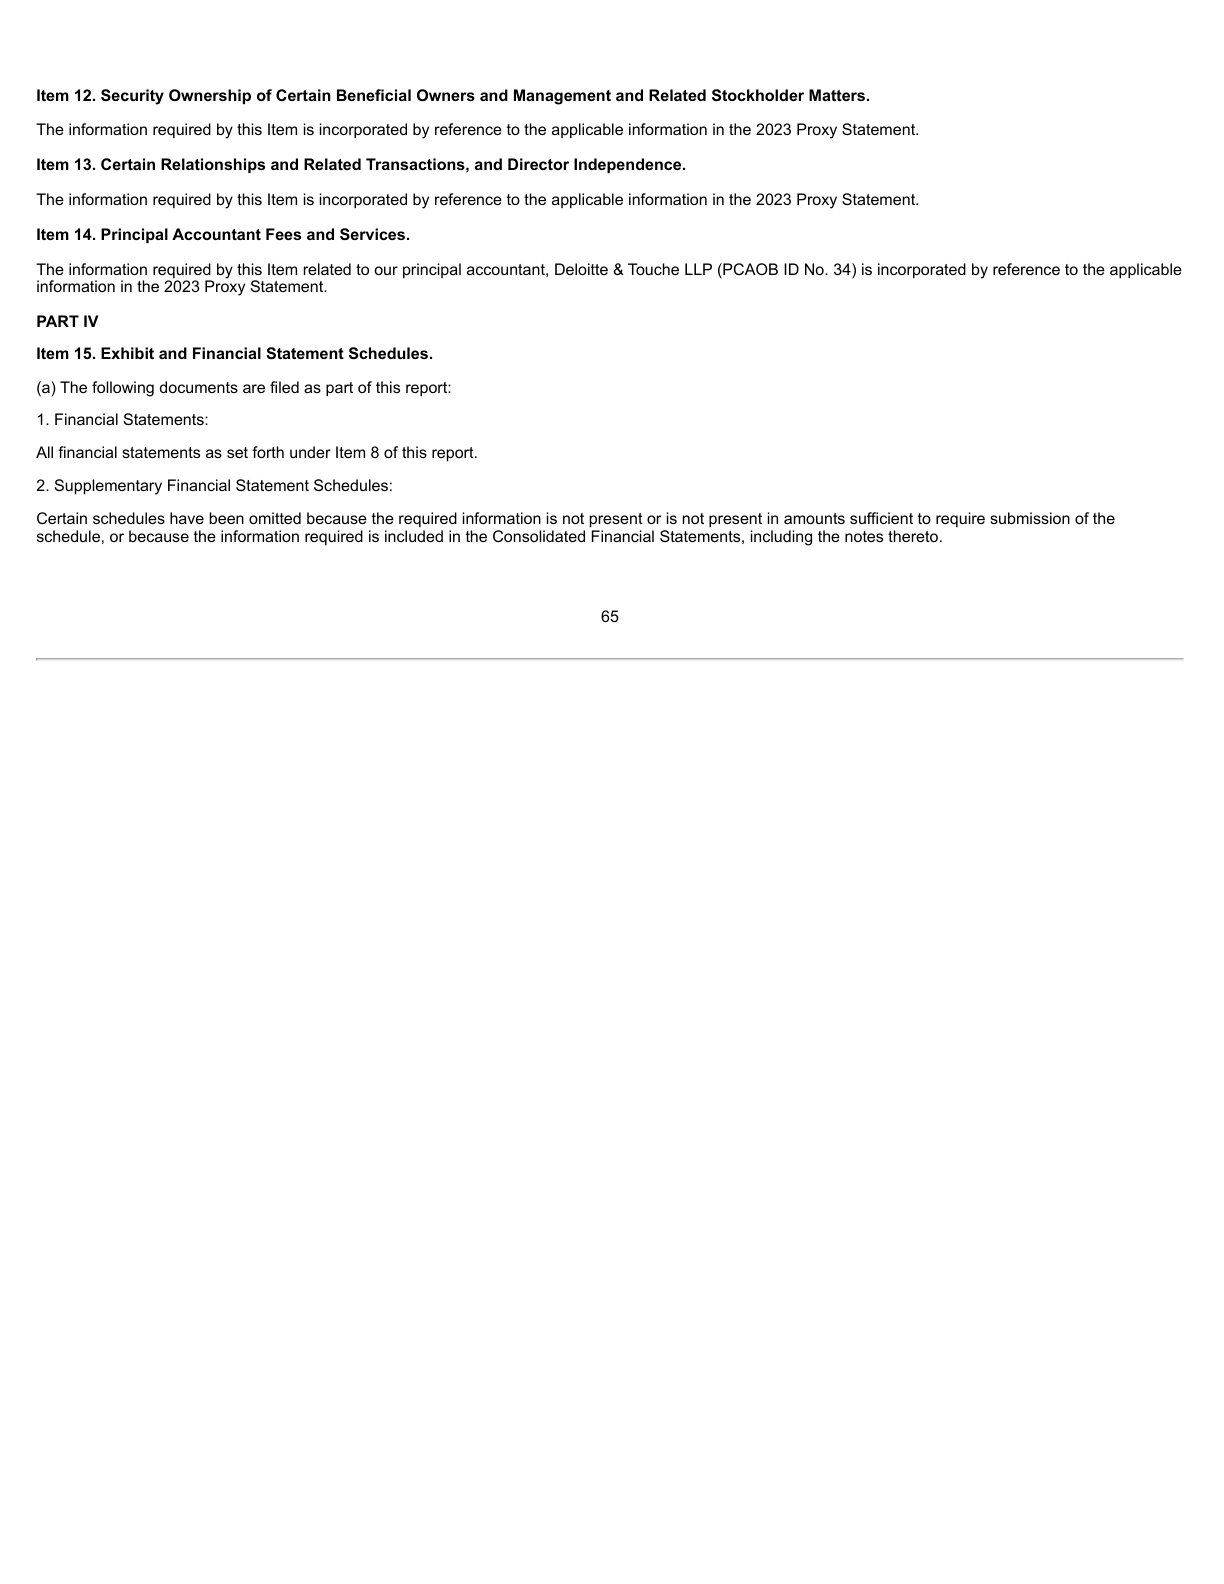 Item 12. Security Ownership of Certain Beneficial Owners and Management and Related Stockholder Matters.
The information required by this Item is incorporated by reference to the applicable information in the 2023 Proxy Statement.
Item 13. Certain Relationships and Related Transactions, and Director Independence.
The information required by this Item is incorporated by reference to the applicable information in the 2023 Proxy Statement.
Item 14. Principal Accountant Fees and Services.
The information required by this Item related to our principal accountant, Deloitte & Touche LLP (PCAOB ID No. 34) is incorporated by reference to the applicable
information in the 2023 Proxy Statement.
PART IV
Item 15. Exhibit and Financial Statement Schedules.
(a) The following documents are filed as part of this report:
1. Financial Statements:
All financial statements as set forth under Item 8 of this report.
2. Supplementary Financial Statement Schedules:
Certain schedules have been omitted because the required information is not present or is not present in amounts sufficient to require submission of the
schedule, or because the information required is included in the Consolidated Financial Statements, including the notes thereto.
65